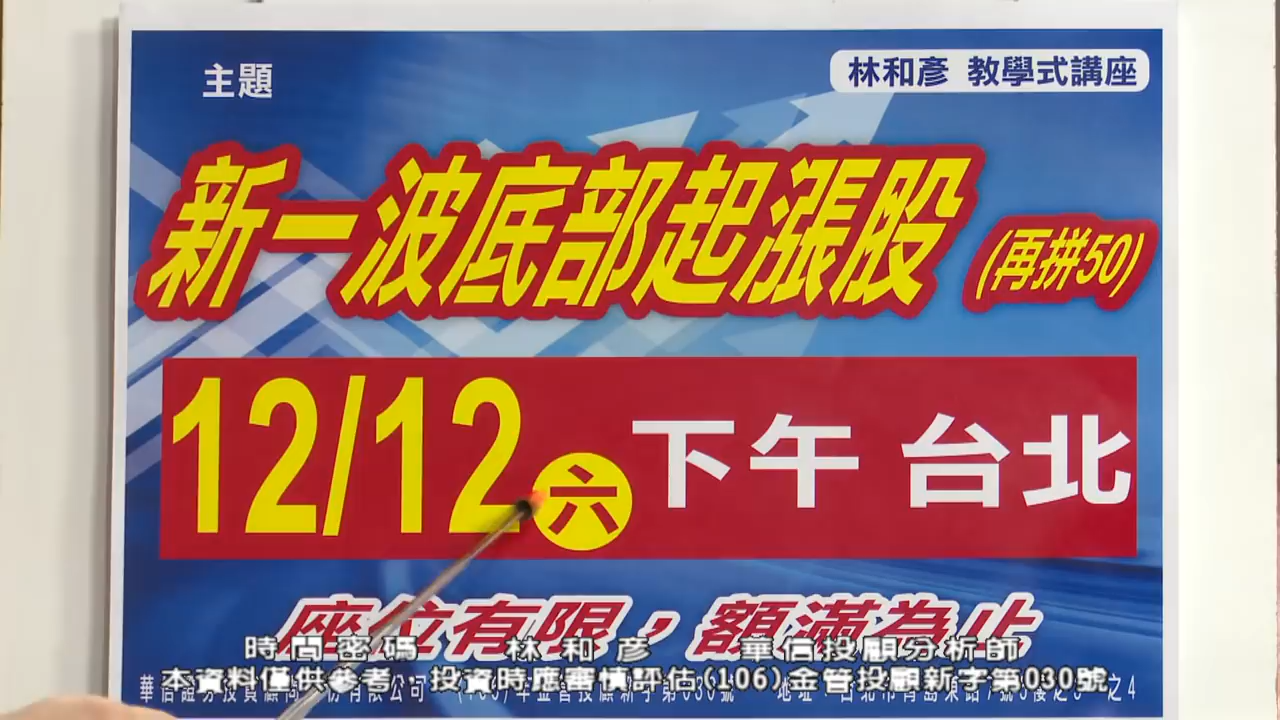 主題
林和彥 教學式講座
新一波底部起漲股 (再拼50)
12/12 六 下午 台北
座位有限，額滿為止
時間密碼 林和彥 華信投顧分析師
本資料僅供參考 投資時應審慎評估(106)金管投顧新字第030號